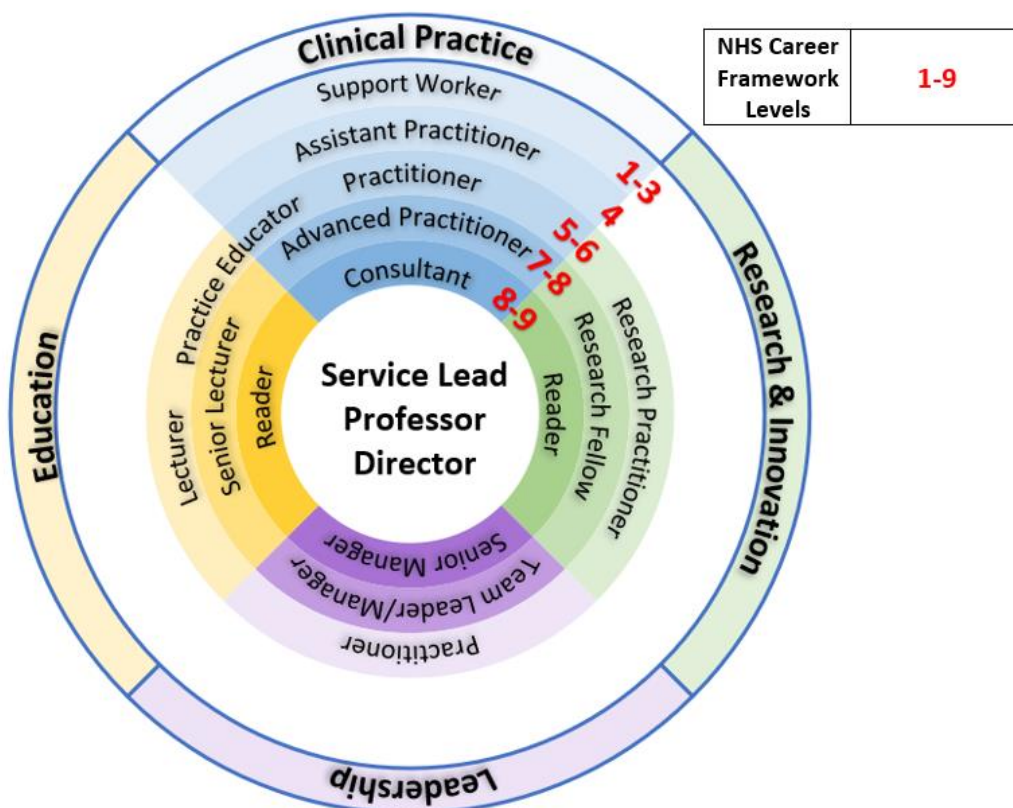 Clinical Practice
Support Worker
Assistant Practitioner
Practitioner
Advanced Practitioner
Consultant
1-3
4
5-6
7-8
8-9
NHS Career
Framework
Levels
1-9
Education
Practice Educator
Lecturer
Senior Lecturer
Reader
Service Lead
Professor
Director
Reader
Research Fellow
Research Practitioner
Research & Innovation
Senior Manager
Team Leader/Manager
Practitioner
Leadership